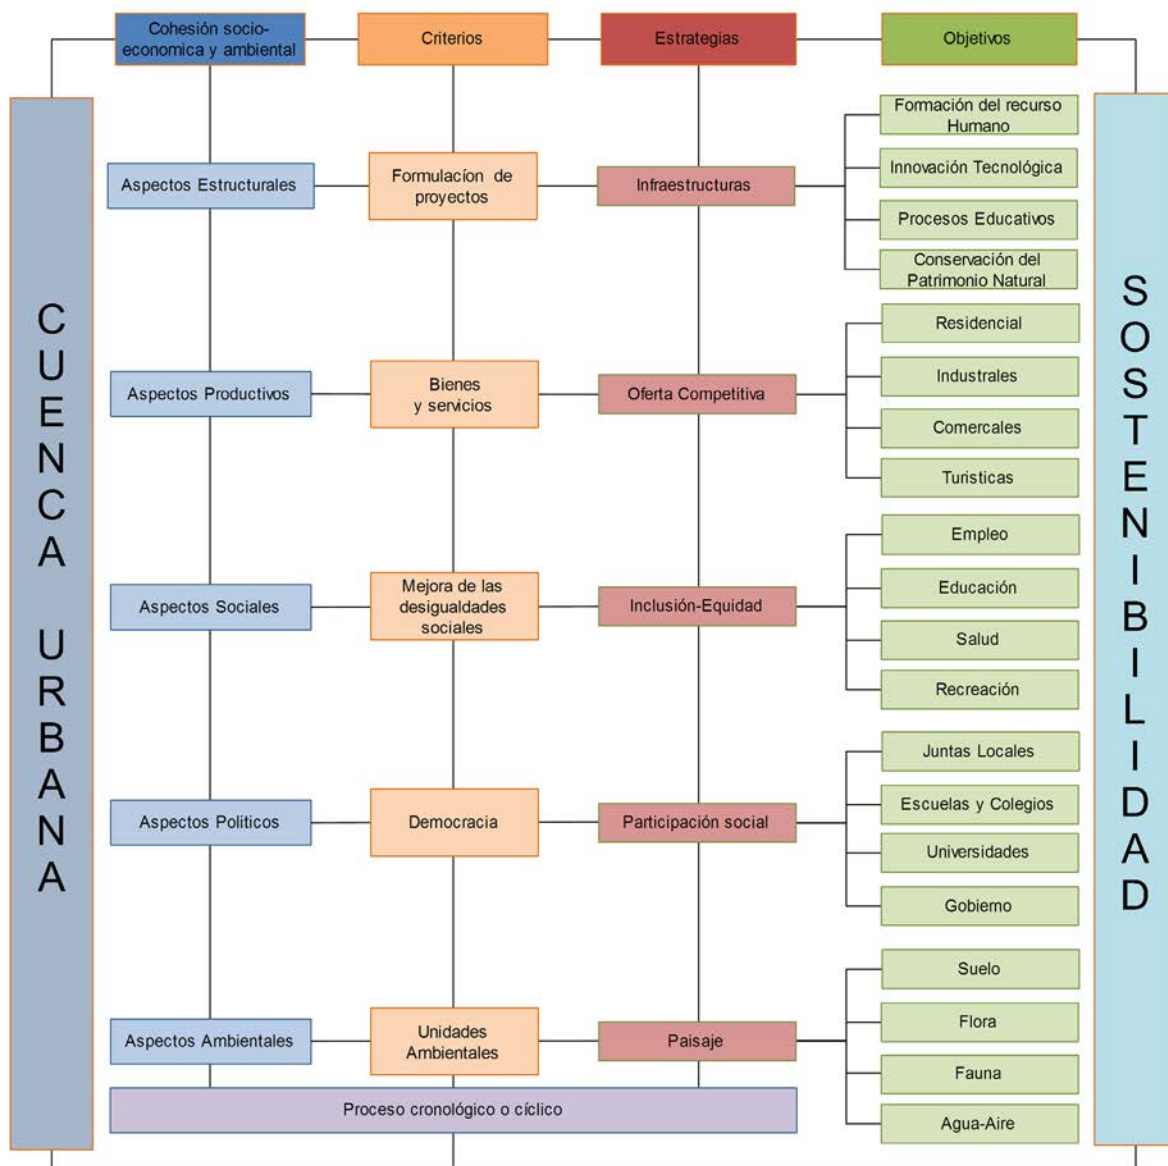 Cohesión socio-
economica y ambiental
Criterios
Estrategias
Objetivos
CUENCA URBANA
Aspectos Estructurales
Formulacíon de
proyectos
Infraestructuras
Formación del recurso
Humano
Innovación Tecnológica
Procesos Educativos
Conservación del
Patrimonio Natural
Aspectos Productivos
Bienes
y servicios
Oferta Competitiva
Residencial
Industrales
Comercales
Turisticas
Aspectos Sociales
Mejora de las
desigualdades
sociales
Inclusión-Equidad
Empleo
Educación
Salud
Recreación
Aspectos Politicos
Democracia
Participación social
Juntas Locales
Escuelas y Colegios
Universidades
Gobierno
Aspectos Ambientales
Unidades
Ambientales
Paisaje
Suelo
Flora
Fauna
Agua-Aire
Proceso cronológico o cíclico
SOSTENIBILIDAD